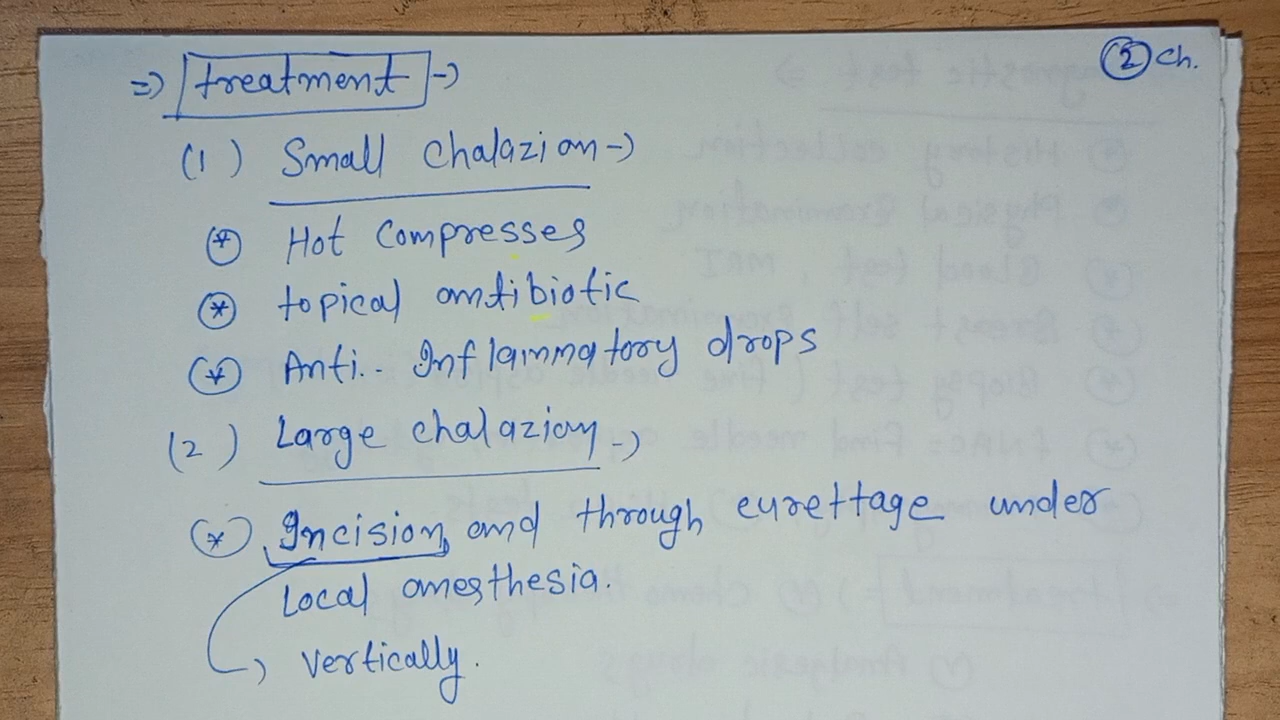 ② Ch.
=> treatment ->
(1) Small Chalazion ->
* Hot Compresses
* topical antibiotic
* Anti-- Inflammatory drops
(2) Large chalazion ->
* Incision and through eurettage under
Local anesthesia.
vertically.